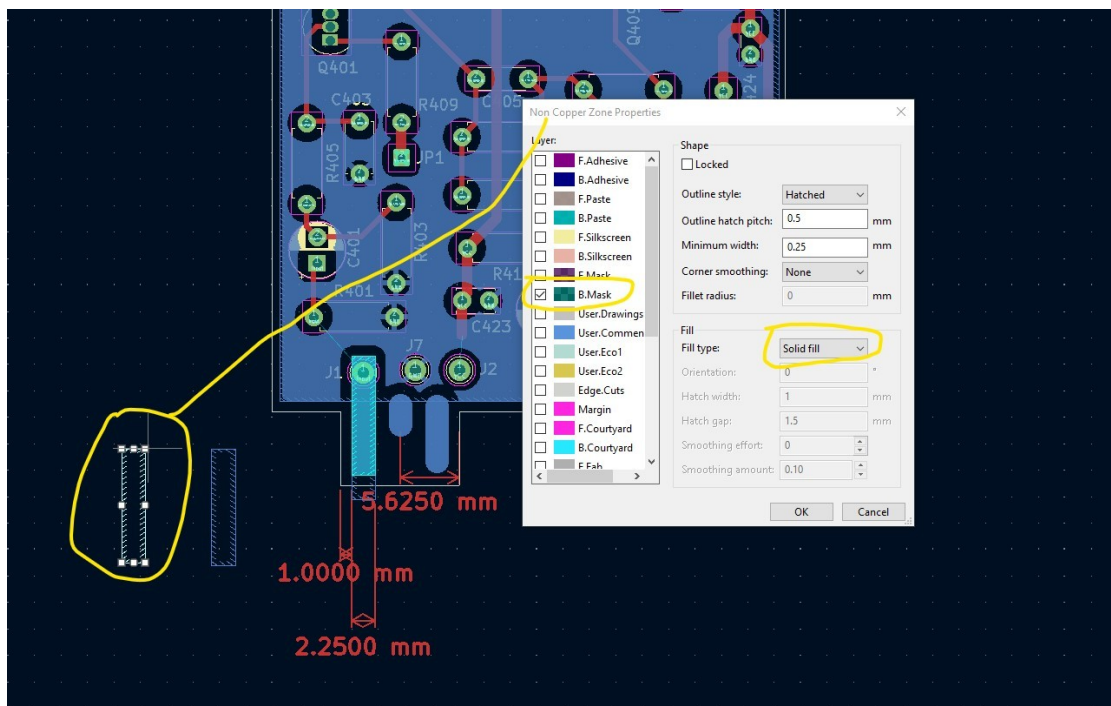 Q401
Q409
C403
R409
C405
424
JP1
R405
C401
R403
R41
R401
C423
J7
J1
J2
5.6250 mm
1.0000 mm
2.2500 mm
Non Copper Zone Properties
Layer:
F.Adhesive
B.Adhesive
F.Paste
B.Paste
F.Silkscreen
B.Silkscreen
F.Mask
B.Mask
User.Drawings
User.Commen
User.Eco1
User.Eco2
Edge.Cuts
Margin
F.Courtyard
B.Courtyard
F.Fab
Shape
Locked
Outline style: Hatched
Outline hatch pitch: 0.5 mm
Minimum width: 0.25 mm
Corner smoothing: None
Fillet radius: 0 mm
Fill
Fill type: Solid fill
Orientation: 0 °
Hatch width: 1 mm
Hatch gap: 1.5 mm
Smoothing effort: 0
Smoothing amount: 0.10
OK Cancel